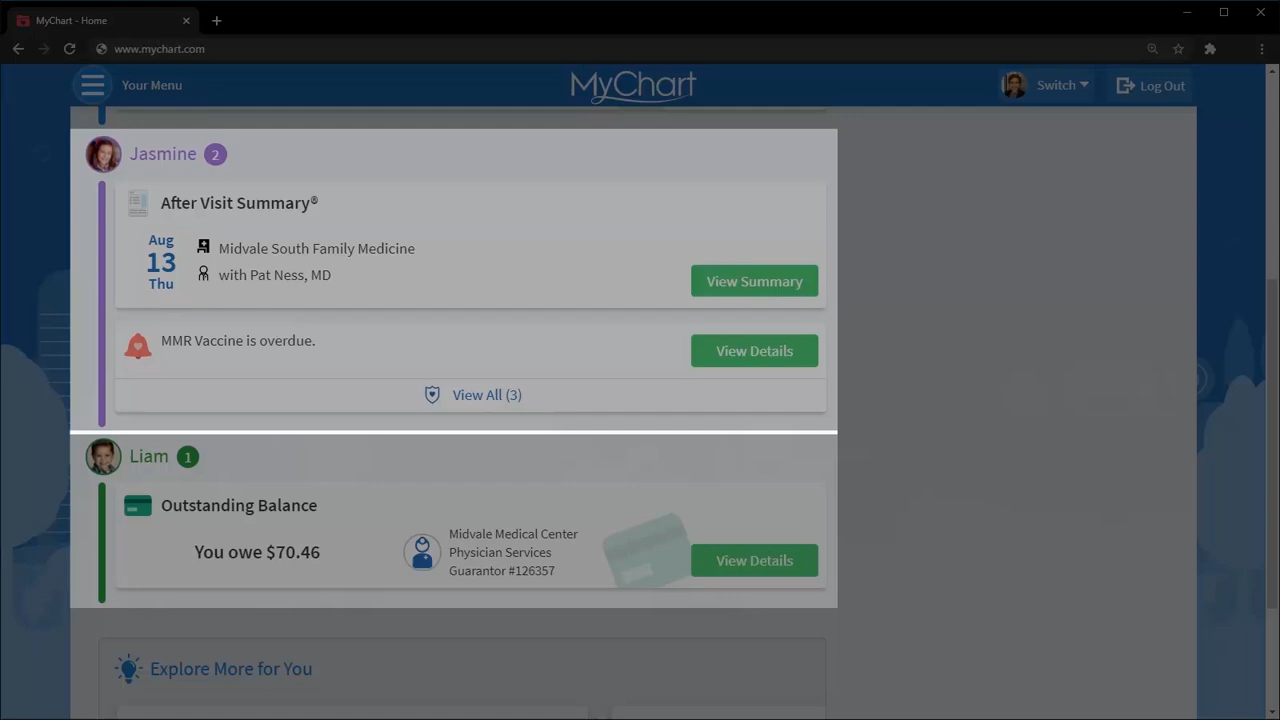 MyChart - Home
www.mychart.com
Your Menu
MyChart
Switch
Log Out
Jasmine 2
After Visit Summary®
Aug
13
Thu
Midvale South Family Medicine
with Pat Ness, MD
View Summary
MMR Vaccine is overdue.
View Details
View All (3)
Liam 1
Outstanding Balance
You owe $70.46
Midvale Medical Center
Physician Services
Guarantor #126357
View Details
Explore More for You